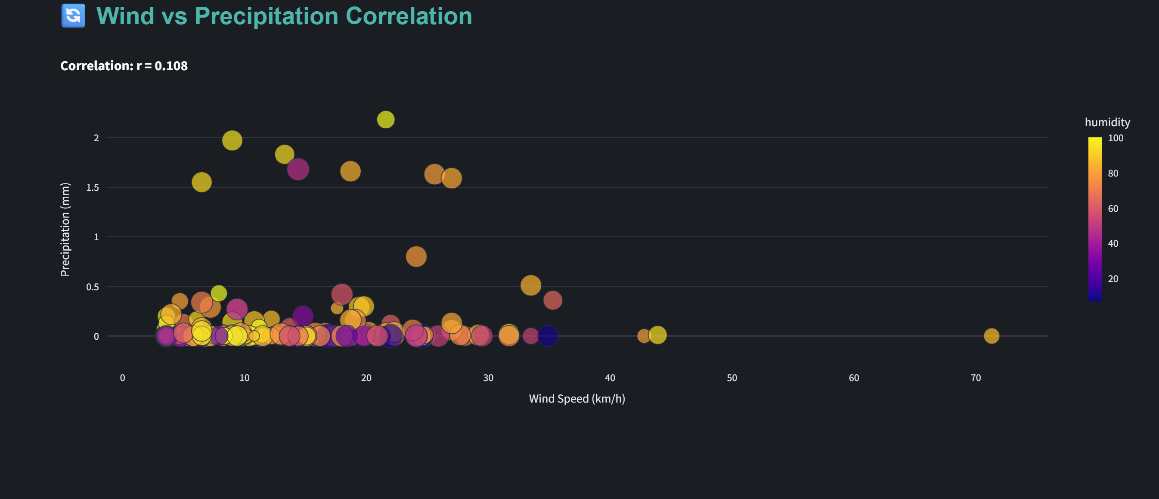 Wind vs Precipitation Correlation
Correlation: r = 0.108
humidity
100
80
60
40
20
Precipitation (mm)
2
1.5
1
0.5
0
0 10 20 30 40 50 60 70
Wind Speed (km/h)